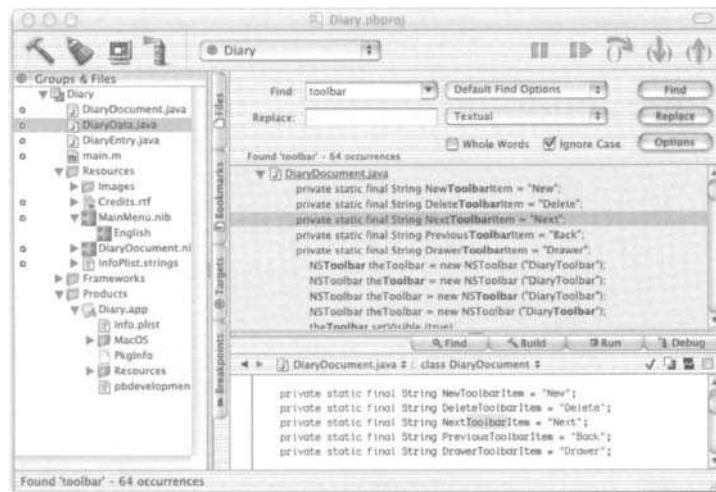 Diary.pbproj
Diary
Groups & Files
Diary
DiaryDocument.java
DiaryData.java
DiaryEntry.java
main.m
Resources
Images
Credits.rtf
MainMenu.nib
English
DiaryDocument.ni
InfoPlist.strings
Frameworks
Products
Diary.app
Info.plist
MacOS
PkgInfo
Resources
pbdevelopmen
Files
Bookmarks
Targets
Breakpoints
Find: toolbar Default Find Options Find
Replace: Textual Replace
Whole Words Ignore Case Options
Found 'toolbar' - 64 occurrences
DiaryDocument.java
private static final String NewToolbarItem = "New";
private static final String DeleteToolbarItem = "Delete";
private static final String NextToolbarItem = "Next";
private static final String PreviousToolbarItem = "Back";
private static final String DrawerToolbarItem = "Drawer";
NSToolbar theToolbar = new NSToolbar ("DiaryToolbar");
NSToolbar theToolbar = new NSToolbar ("DiaryToolbar");
NSToolbar theToolbar = new NSToolbar ("DiaryToolbar");
NSToolbar theToolbar = new NSToolbar ("DiaryToolbar");
theToolbar.setVisible (true);
Find Build Run Debug
DiaryDocument.java : class DiaryDocument
private static final String NewToolbarItem = "New";
private static final String DeleteToolbarItem = "Delete";
private static final String NextToolbarItem = "Next";
private static final String PreviousToolbarItem = "Back";
private static final String DrawerToolbarItem = "Drawer";
Found 'toolbar' - 64 occurrences